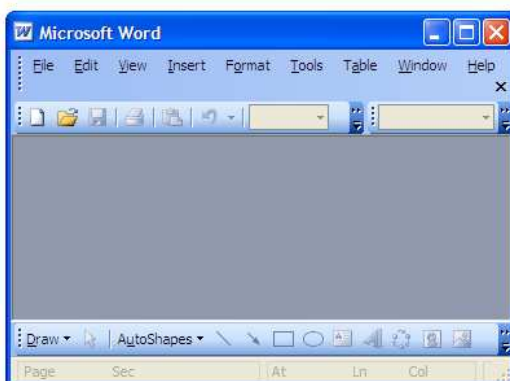 Microsoft Word
File Edit View Insert Format Tools Table Window Help
Draw AutoShapes
Page Sec At Ln Col